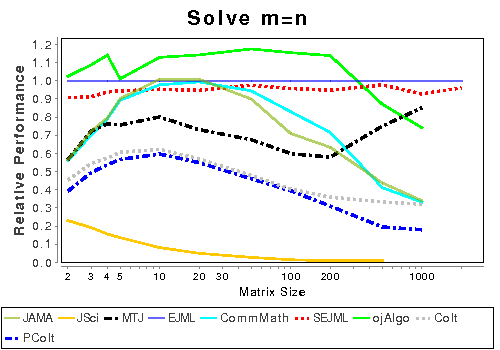 Solve m=n
Relative Performance
1.2
1.1
1.0
0.9
0.8
0.7
0.6
0.5
0.4
0.3
0.2
0.1
0.0
2 3 4 5 10 20 30 100 200 1000
Matrix Size
JAMA JSci MTJ EJML CommMath SEJML ojAlgo Colt
PColt